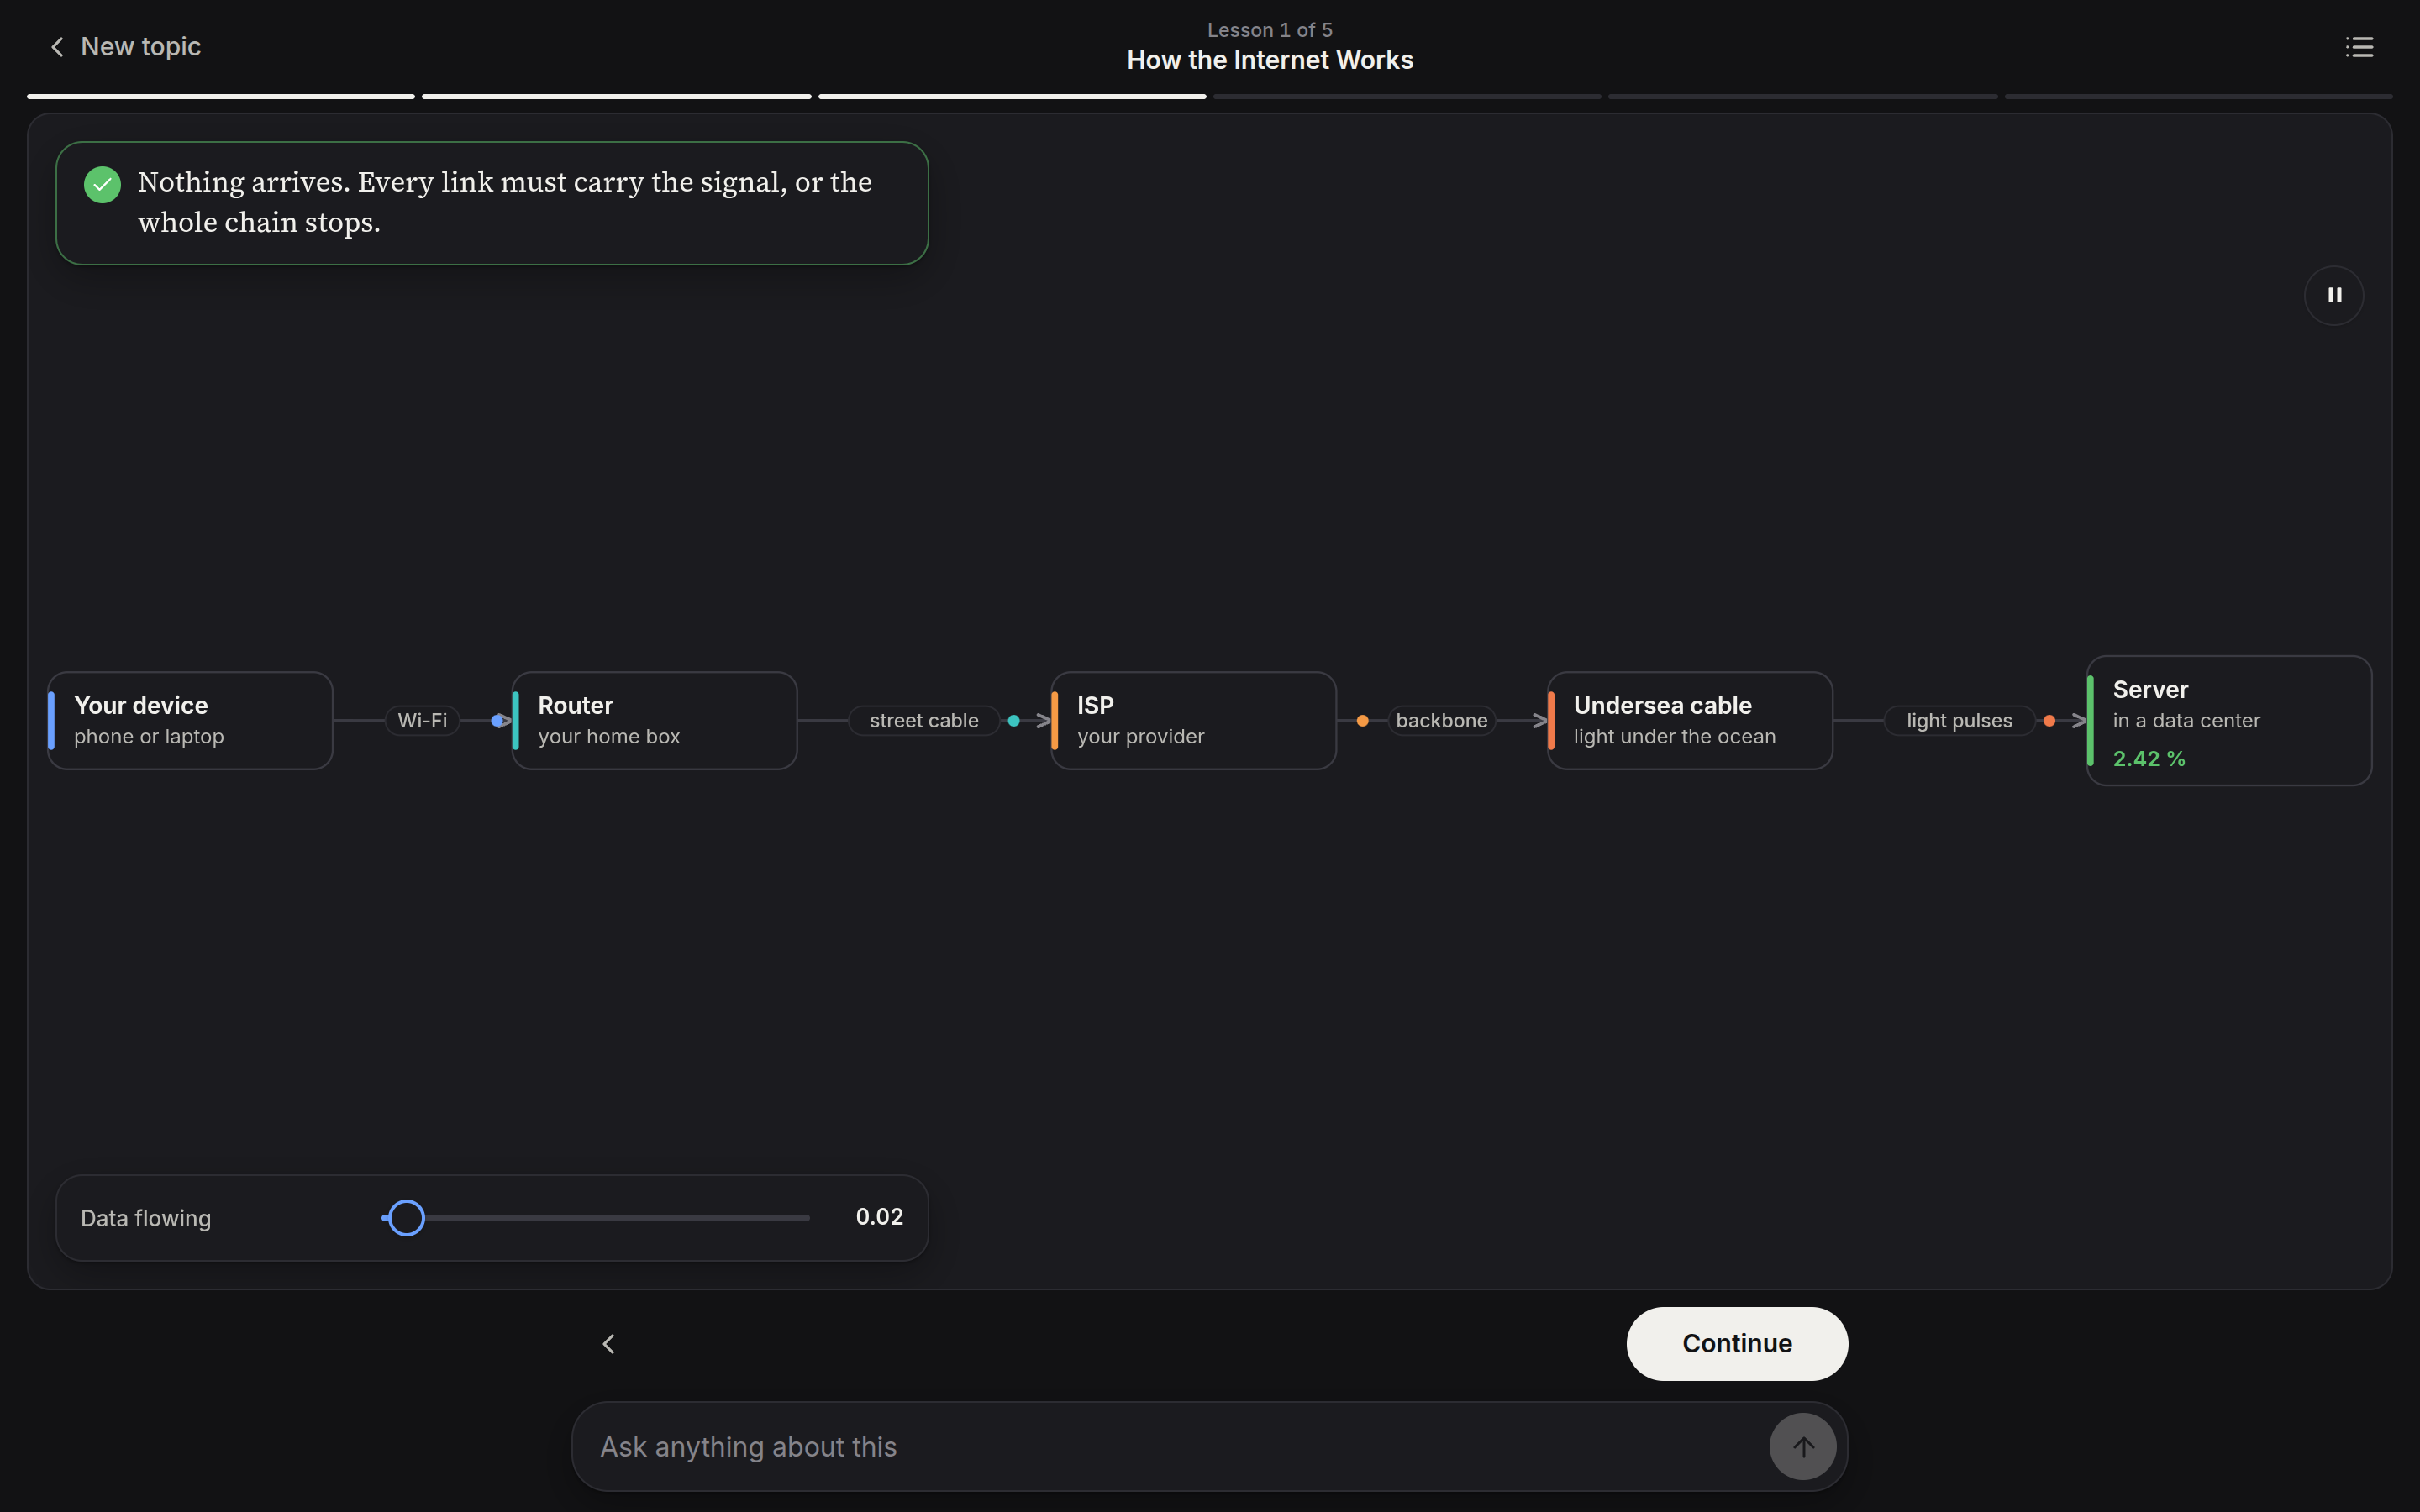 New topic
Lesson 1 of 5
How the Internet Works
Nothing arrives. Every link must carry the signal, or the
whole chain stops.
Your device
phone or laptop
Wi-Fi
Router
your home box
street cable
ISP
your provider
backbone
Undersea cable
light under the ocean
light pulses
Server
in a data center
2.42 %
Data flowing
0.02
Continue
Ask anything about this